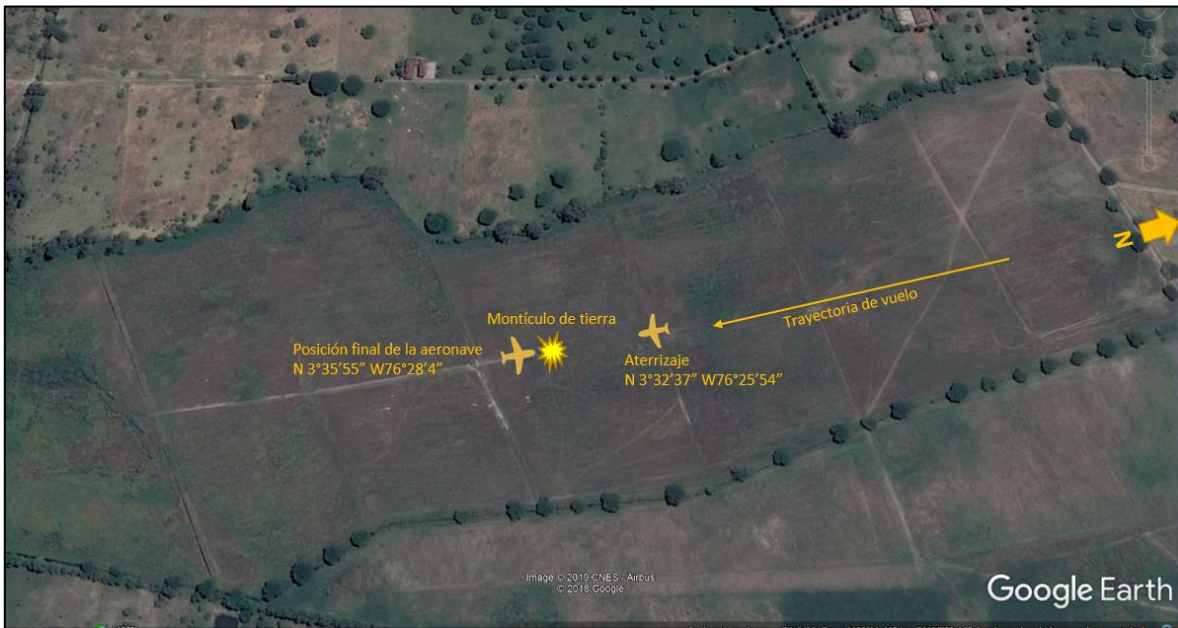 N
Trayectoria de vuelo
Montículo de tierra
Posición final de la aeronave
N 3°35’55” W76°28’4”
Aterrizaje
N 3°32’37” W76°25’54”
Image © 2019 CNES / Airbus
© 2018 Google
Google Earth